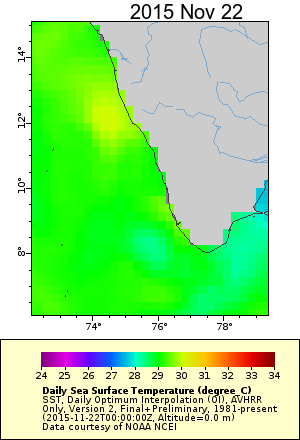 2015 Nov 22
14°
12°
10°
8°
74° 76° 78°
24 25 26 27 28 29 30 31 32 33 34
Daily Sea Surface Temperature (degree_C)
SST, Daily Optimum Interpolation (OI), AVHRR
Only, Version 2, Final+Preliminary, 1981-present
(2015-11-22T00:00:00Z, Altitude=0.0 m)
Data courtesy of NOAA NCEI